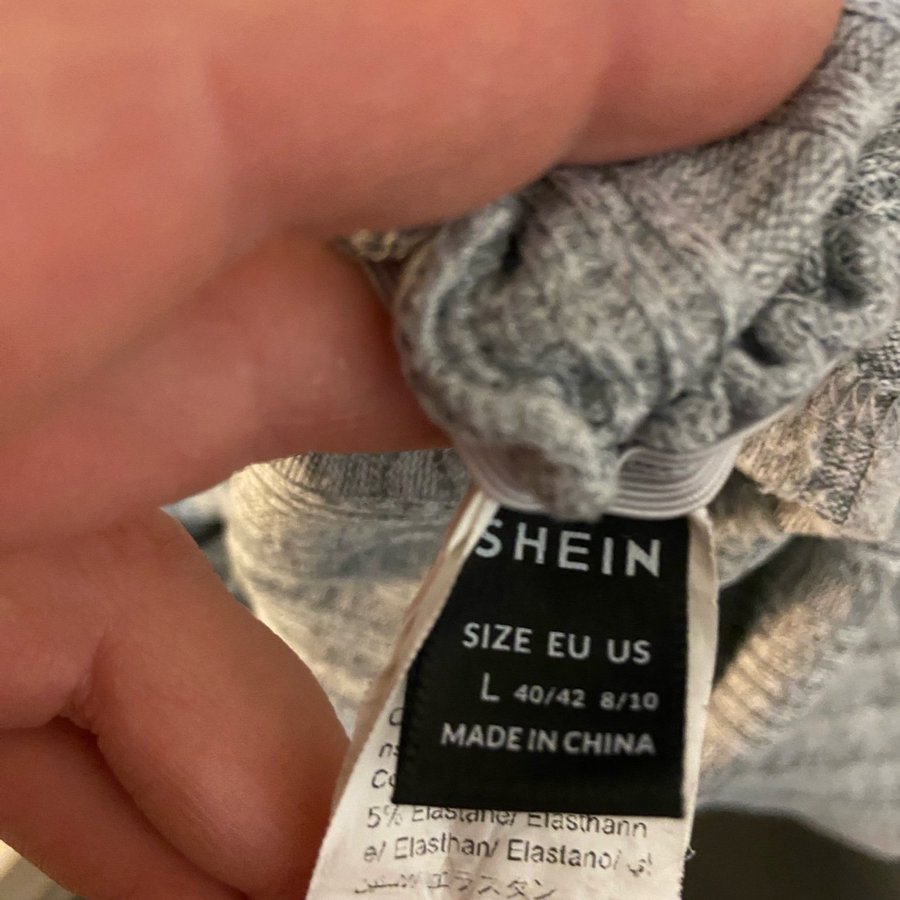 SHEIN
SIZE EU US
L 40/42 8/10
MADE IN CHINA
5% Elastane/ Elasthann
e/ Elasthan/ Elastano/
エラスタン